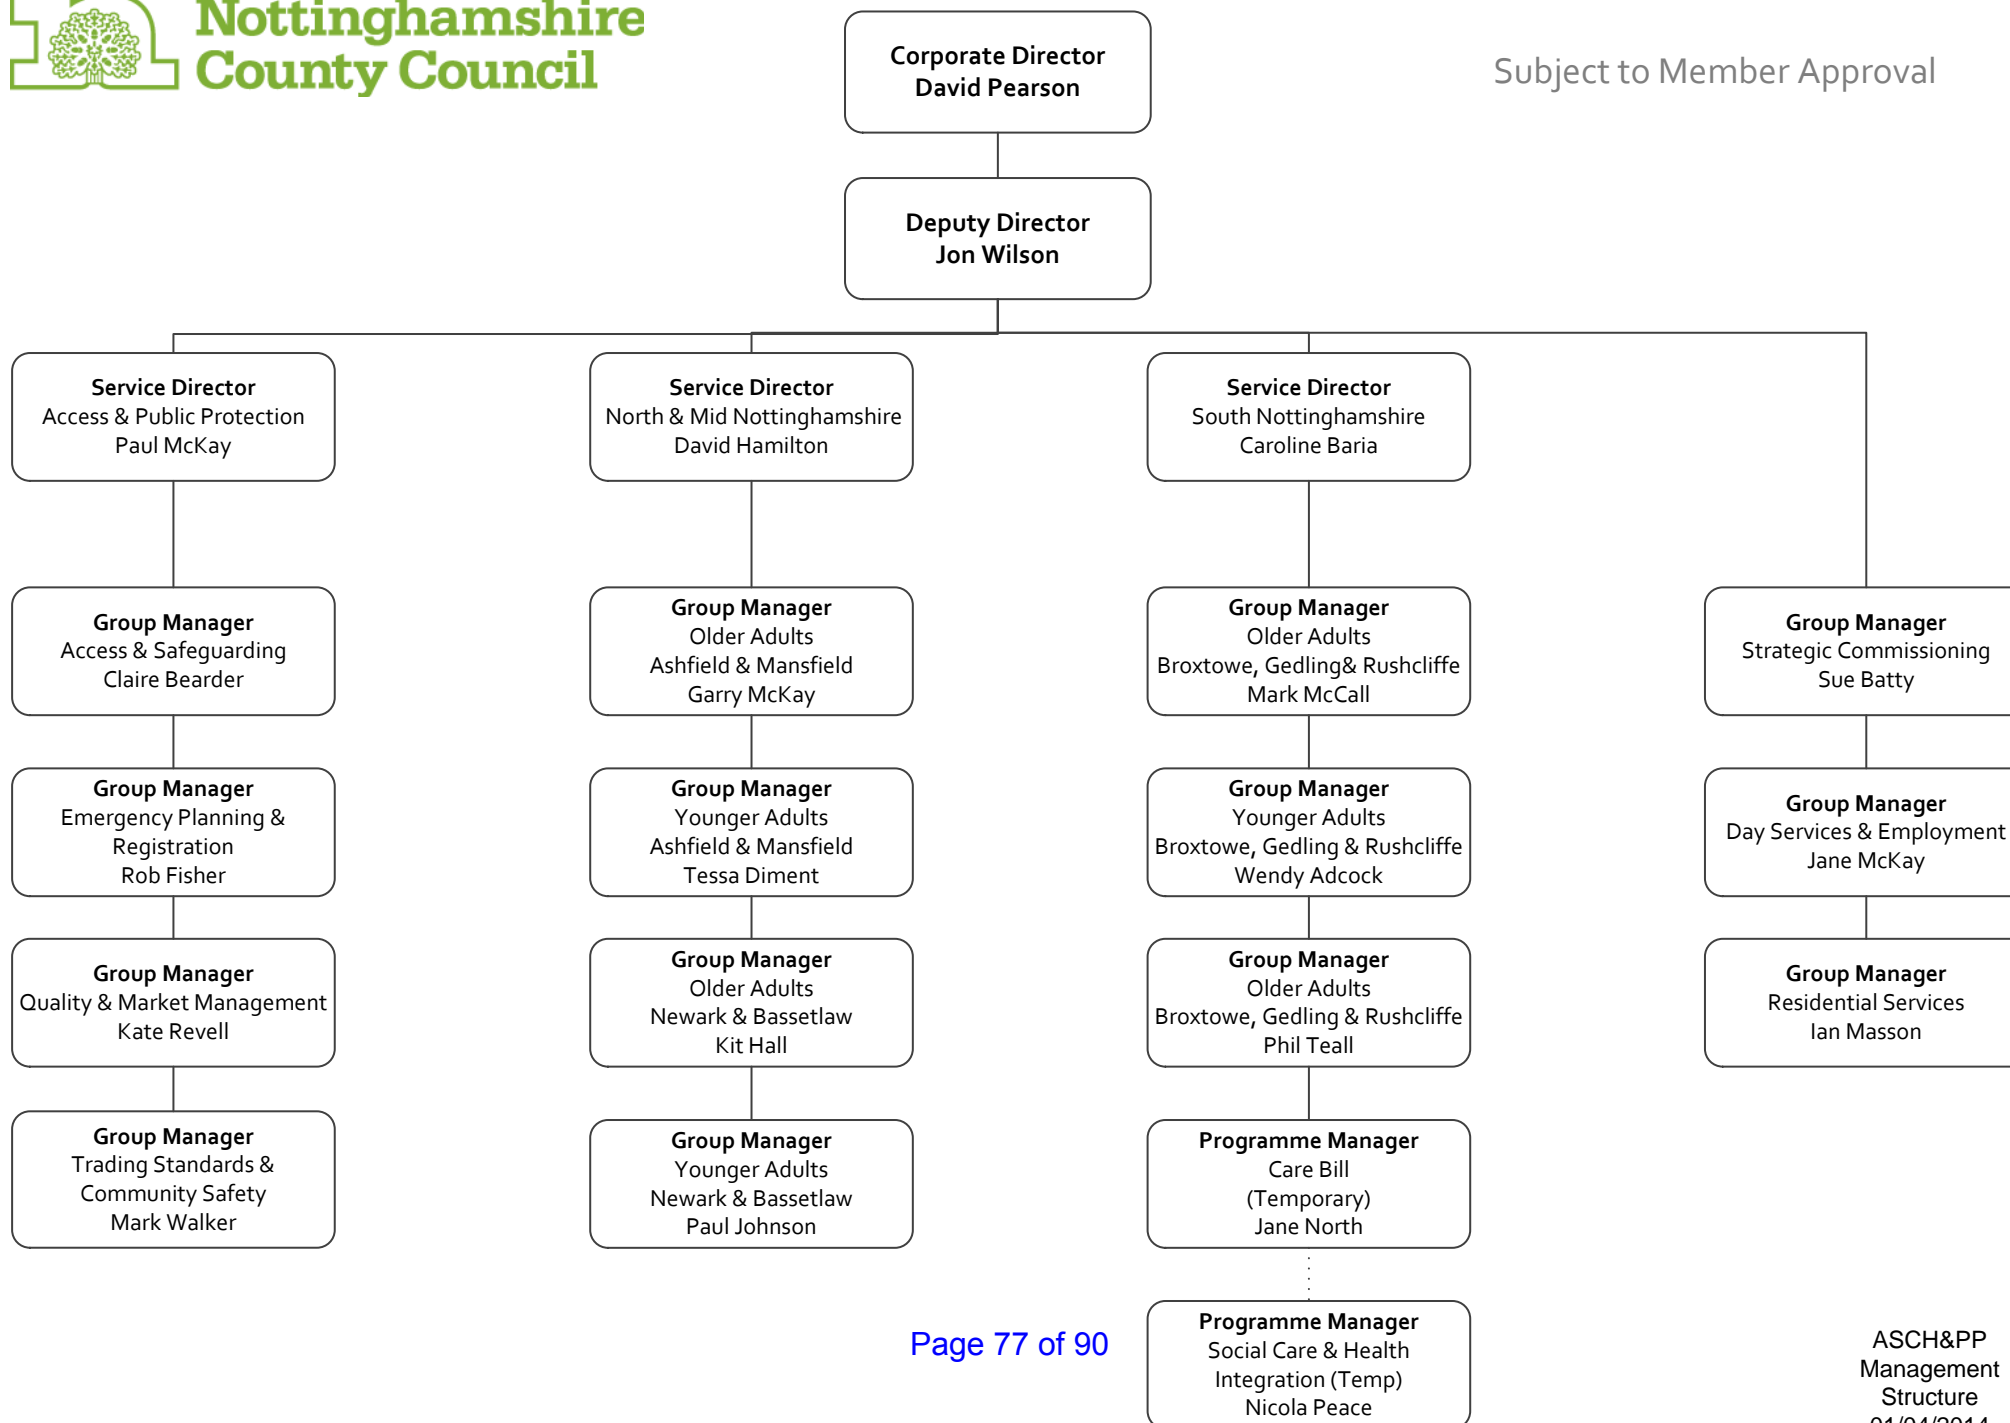 Nottinghamshire
County Council
Corporate Director
David Pearson
Subject to Member Approval
Deputy Director
Jon Wilson
Service Director
Access & Public Protection
Paul McKay
Service Director
North & Mid Nottinghamshire
David Hamilton
Service Director
South Nottinghamshire
Caroline Baria
Group Manager
Access & Safeguarding
Claire Bearder
Group Manager
Older Adults
Ashfield & Mansfield
Garry McKay
Group Manager
Older Adults
Broxtowe, Gedling& Rushcliffe
Mark McCall
Group Manager
Strategic Commissioning
Sue Batty
Group Manager
Emergency Planning &
Registration
Rob Fisher
Group Manager
Younger Adults
Ashfield & Mansfield
Tessa Diment
Group Manager
Younger Adults
Broxtowe, Gedling & Rushcliffe
Wendy Adcock
Group Manager
Day Services & Employment
Jane McKay
Group Manager
Quality & Market Management
Kate Revell
Group Manager
Older Adults
Newark & Bassetlaw
Kit Hall
Group Manager
Older Adults
Broxtowe, Gedling & Rushcliffe
Phil Teall
Group Manager
Residential Services
Ian Masson
Group Manager
Trading Standards &
Community Safety
Mark Walker
Group Manager
Younger Adults
Newark & Bassetlaw
Paul Johnson
Programme Manager
Care Bill
(Temporary)
Jane North
Programme Manager
Social Care & Health
Integration (Temp)
Nicola Peace
Page 77 of 90
ASCH&PP
Management
Structure
01/04/2014